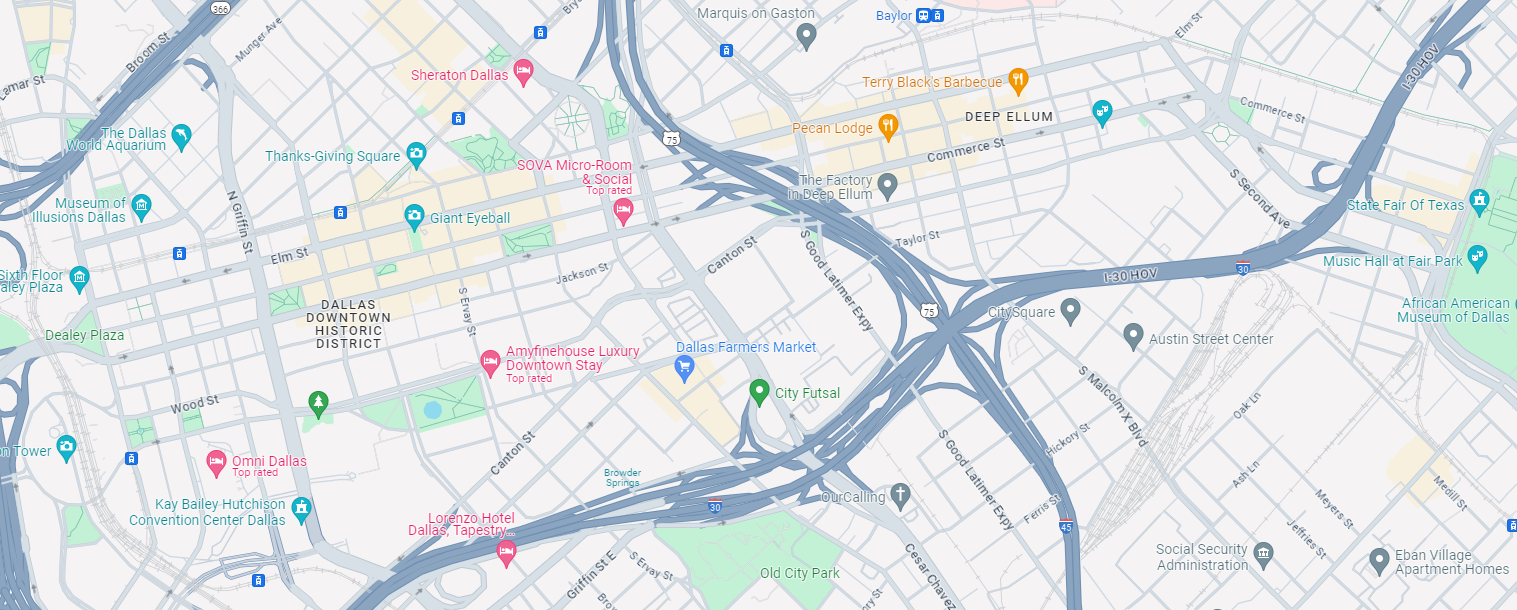 366
Broom St
Munger Ave
Marquis on Gaston
Baylor
Elm St
I-30 HOV
Lamar St
Sheraton Dallas
Terry Black's Barbecue
Commerce St
DEEP ELLUM
The Dallas
World Aquarium
Pecan Lodge
75
Thanks-Giving Square
Commerce St
SOVA Micro-Room
& Social
Top rated
The Factory
in Deep Ellum
S Second Ave
Museum of
Illusions Dallas
N Griffin St
Giant Eyeball
State Fair Of Texas
Elm St
Canton St
Taylor St
S Good Latimer Expy
Music Hall at Fair Park
Sixth Floor
aley Plaza
Jackson St
I-30 HOV
30
S Ervay St
DALLAS
DOWNTOWN
HISTORIC
DISTRICT
75
CitySquare
African American
Museum of Dallas
Dealey Plaza
Austin Street Center
Amyfinehouse Luxury
Downtown Stay
Top rated
Dallas Farmers Market
City Futsal
S Malcolm X Blvd
Wood St
Oak Ln
n Tower
Omni Dallas
Top rated
Canton St
Hickory St
S Good Latimer Expy
Browder
Springs
Ash Ln
Medill St
Kay Bailey Hutchison
Convention Center Dallas
30
OurCalling
Ferris St
Meyers St
Lorenzo Hotel
Dallas, Tapestry...
45
Jeffries St
Griffin St E
S Ervay St
Old City Park
Cesar Chavez
Social Security
Administration
Eban Village
Apartment Homes